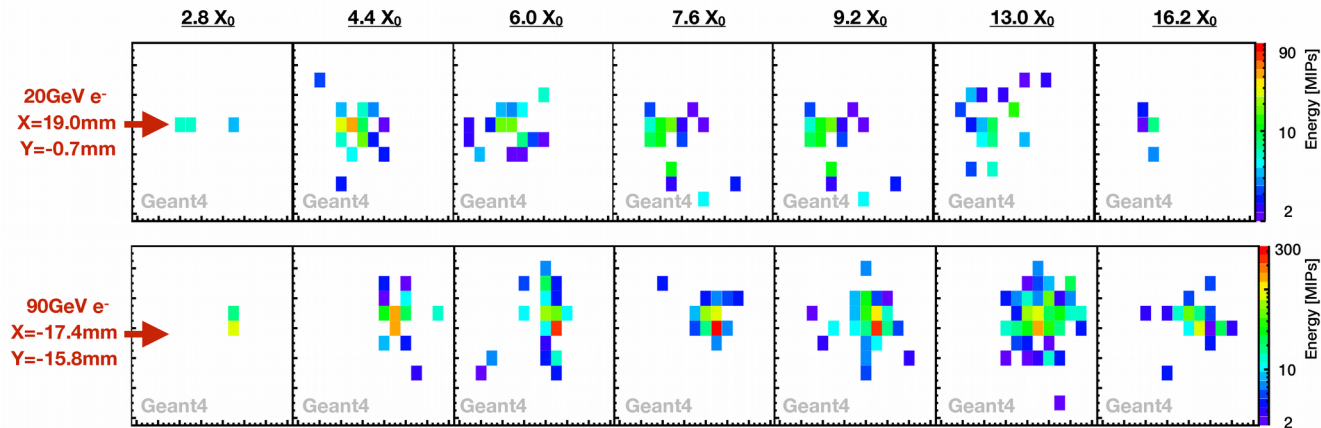 2.8 X0 4.4 X0 6.0 X0 7.6 X0 9.2 X0 13.0 X0 16.2 X0
20GeV e-
X=19.0mm
Y=-0.7mm
Geant4 Geant4 Geant4 Geant4 Geant4 Geant4 Geant4
90
10
2
Energy [MIPs]
90GeV e-
X=-17.4mm
Y=-15.8mm
Geant4 Geant4 Geant4 Geant4 Geant4 Geant4 Geant4
300
10
2
Energy [MIPs]